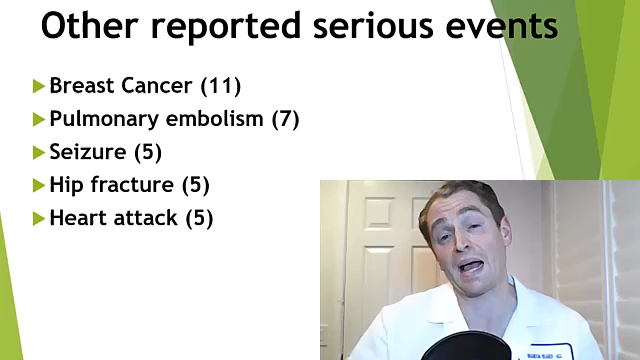 Other reported serious events
Breast Cancer (11)
Pulmonary embolism (7)
Seizure (5)
Hip fracture (5)
Heart attack (5)